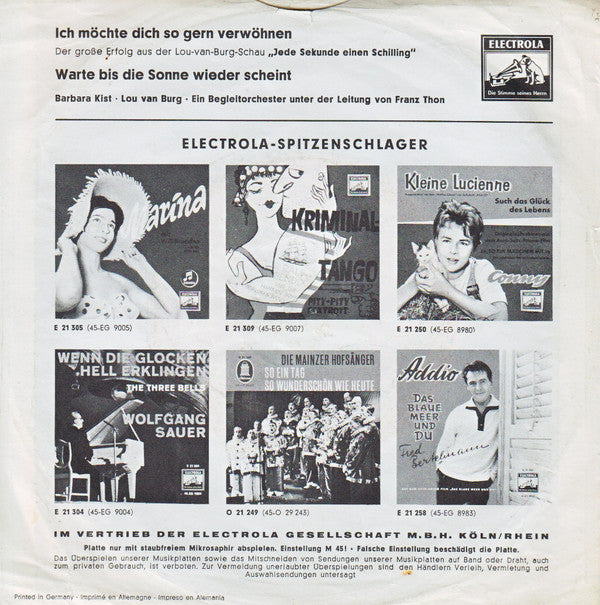 Ich möchte dich so gern verwöhnen
Der große Erfolg aus der Lou-van-Burg-Schau „Jede Sekunde einen Schilling"
Warte bis die Sonne wieder scheint
Barbara Kist · Lou van Burg · Ein Begleitorchester unter der Leitung von Franz Thon
ELECTROLA
Die Stimme seines Herrn
ELECTROLA-SPITZENSCHLAGER
Marina
E 21 305 (45-EG 9005)
KRIMINAL
TANGO
PITY-PITY
E 21 309 (45-EG 9007)
Kleine Lucienne
Such das Glück
des Lebens
Conny
E 21 250 (45-EG 8980)
WENN DIE GLOCKEN
HELL ERKLINGEN
THE THREE BELLS
WOLFGANG
SAUER
E 21 304 (45-EG 9004)
DIE MAINZER HOFSÄNGER
SO EIN TAG
SO WUNDERSCHÖN WIE HEUTE
O 21 249 (45-O 29 243)
Addio
DAS
BLAUE
MEER UND
DU
Fred
Bertelmann
E 21 258 (45-EG 8983)
IM VERTRIEB DER ELECTROLA GESELLSCHAFT M.B.H. KÖLN/RHEIN
Platte nur mit staubfreiem Mikrosaphir abspielen. Einstellung M 45! - Falsche Einstellung beschädigt die Platte.
Das Überspielen unserer Musikplatten sowie das Mitschneiden von Sendungen unserer Musikplatten auf Band oder Draht, auch
zum privaten Gebrauch, ist verboten. Zur Vermeidung unerlaubter Überspielungen sind den Händlern Verleih, Vermietung und
Auswahlsendungen untersagt
Printed in Germany - Imprimé en Allemagne - Impreso en Alemania